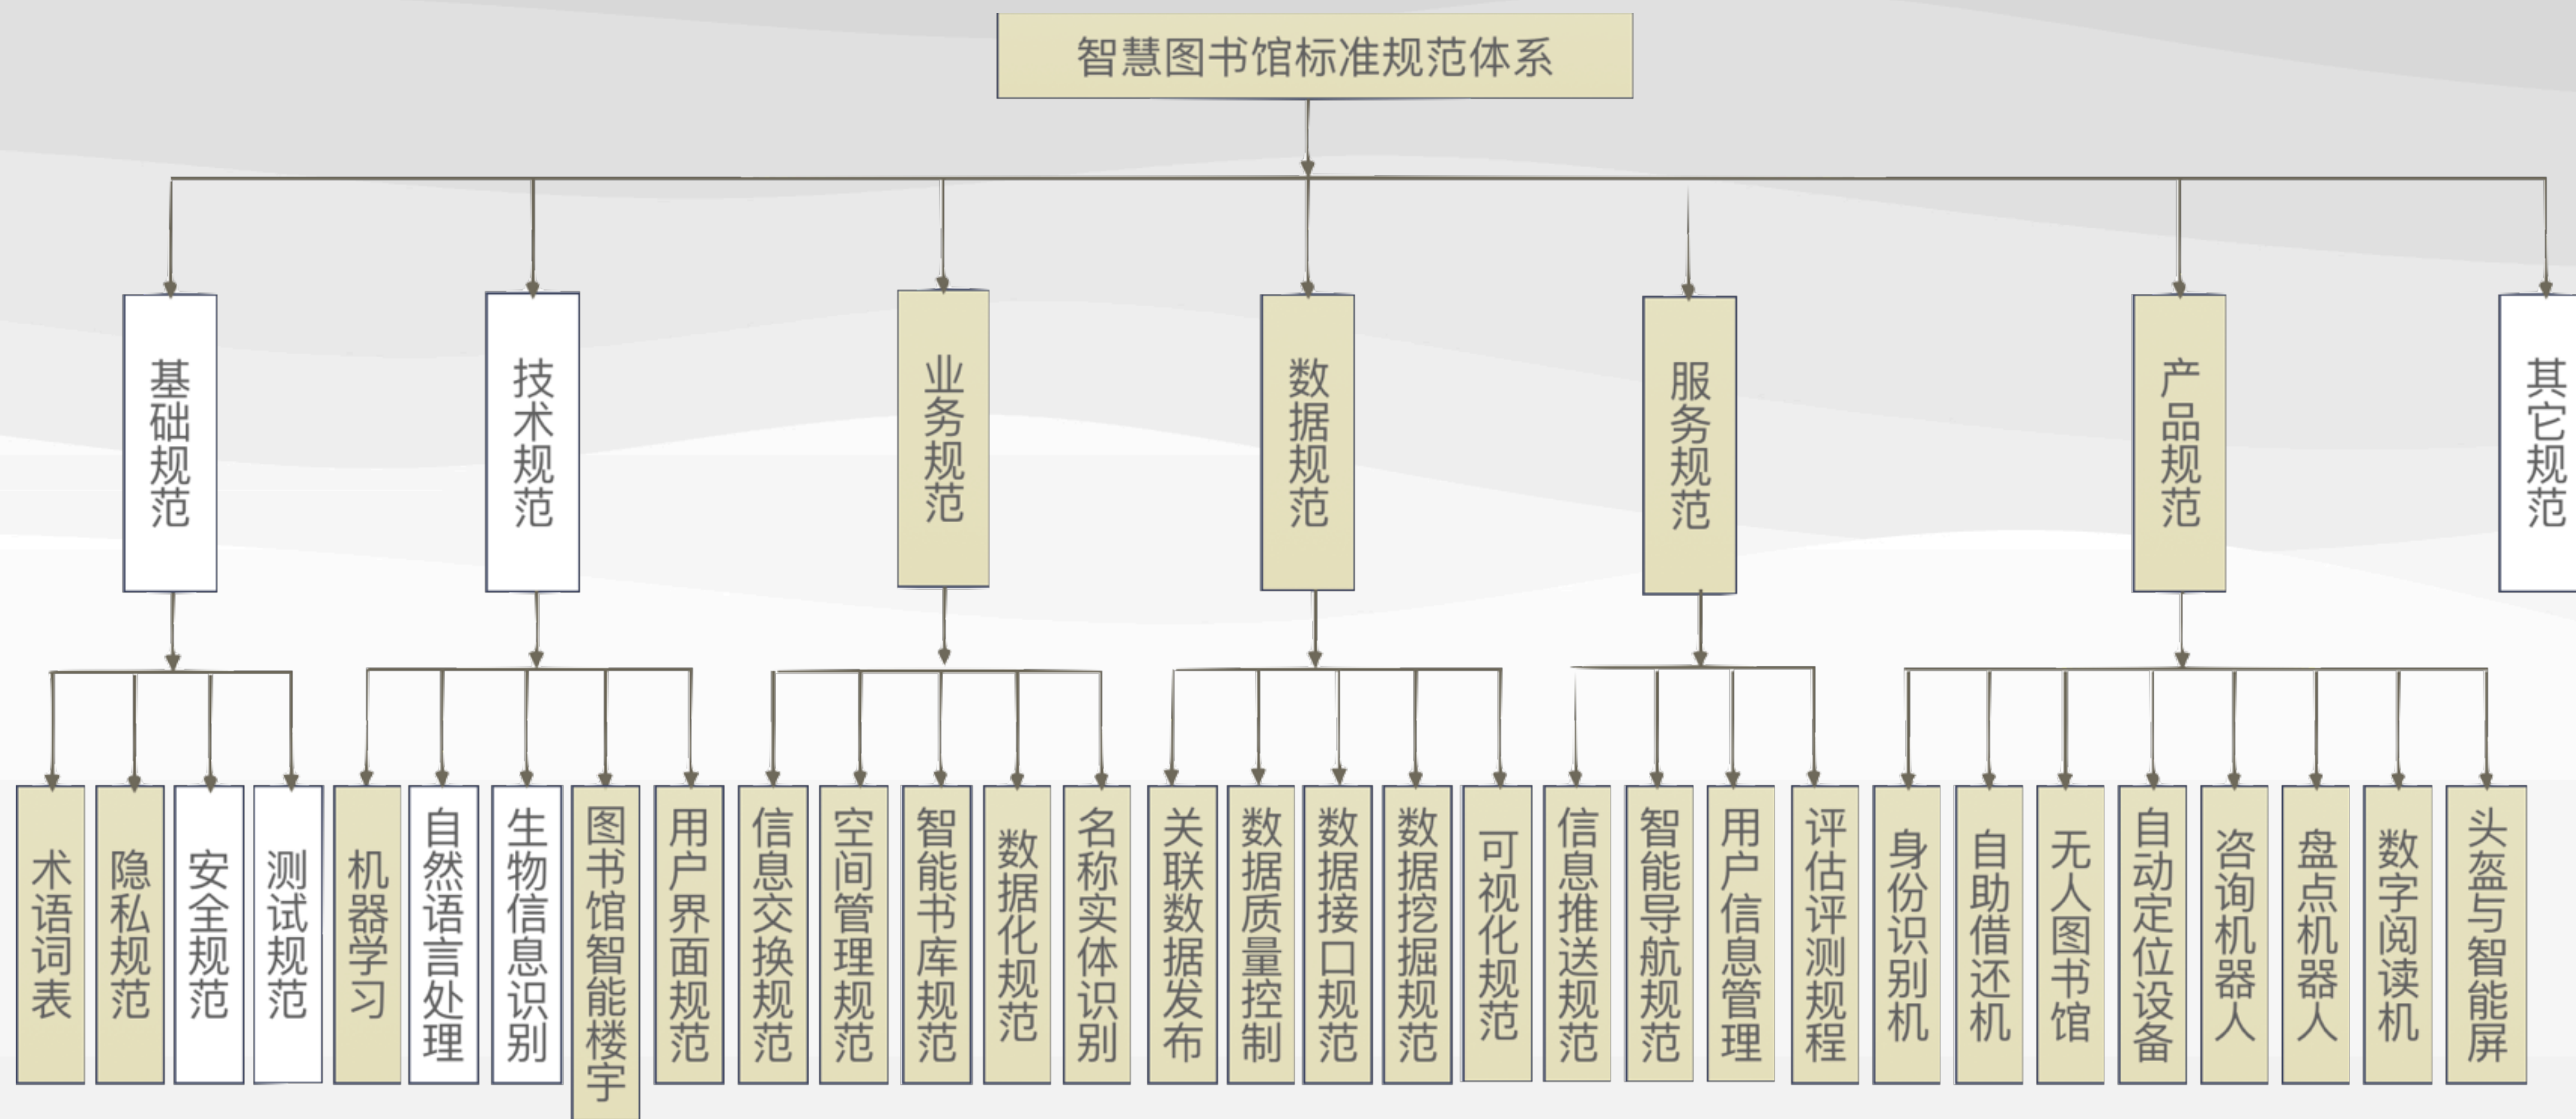 智慧图书馆标准规范体系
基础规范
技术规范
业务规范
数据规范
服务规范
产品规范
其它规范
术语词表
隐私规范
安全规范
测试规范
机器学习
自然语言处理
生物信息识别
图书馆智能楼宇
用户界面规范
信息交换规范
空间管理规范
智能书库规范
数据化规范
名称实体识别
关联数据发布
数据质量控制
数据接口规范
数据挖掘规范
可视化规范
信息推送规范
智能导航规范
用户信息管理
评估评测规程
身份识别机
自助借还机
无人图书馆
自动定位设备
咨询机器人
盘点机器人
数字阅读机
头盔与智能屏